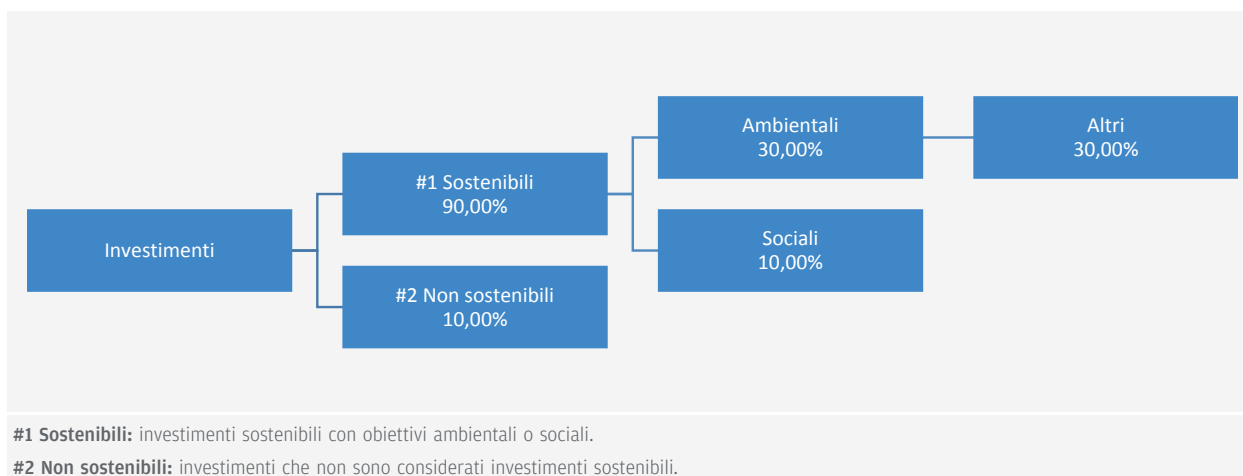 Investimenti
#1 Sostenibili
90,00%
#2 Non sostenibili
10,00%
Ambientali
30,00%
Sociali
10,00%
Altri
30,00%
#1 Sostenibili: investimenti sostenibili con obiettivi ambientali o sociali.
#2 Non sostenibili: investimenti che non sono considerati investimenti sostenibili.